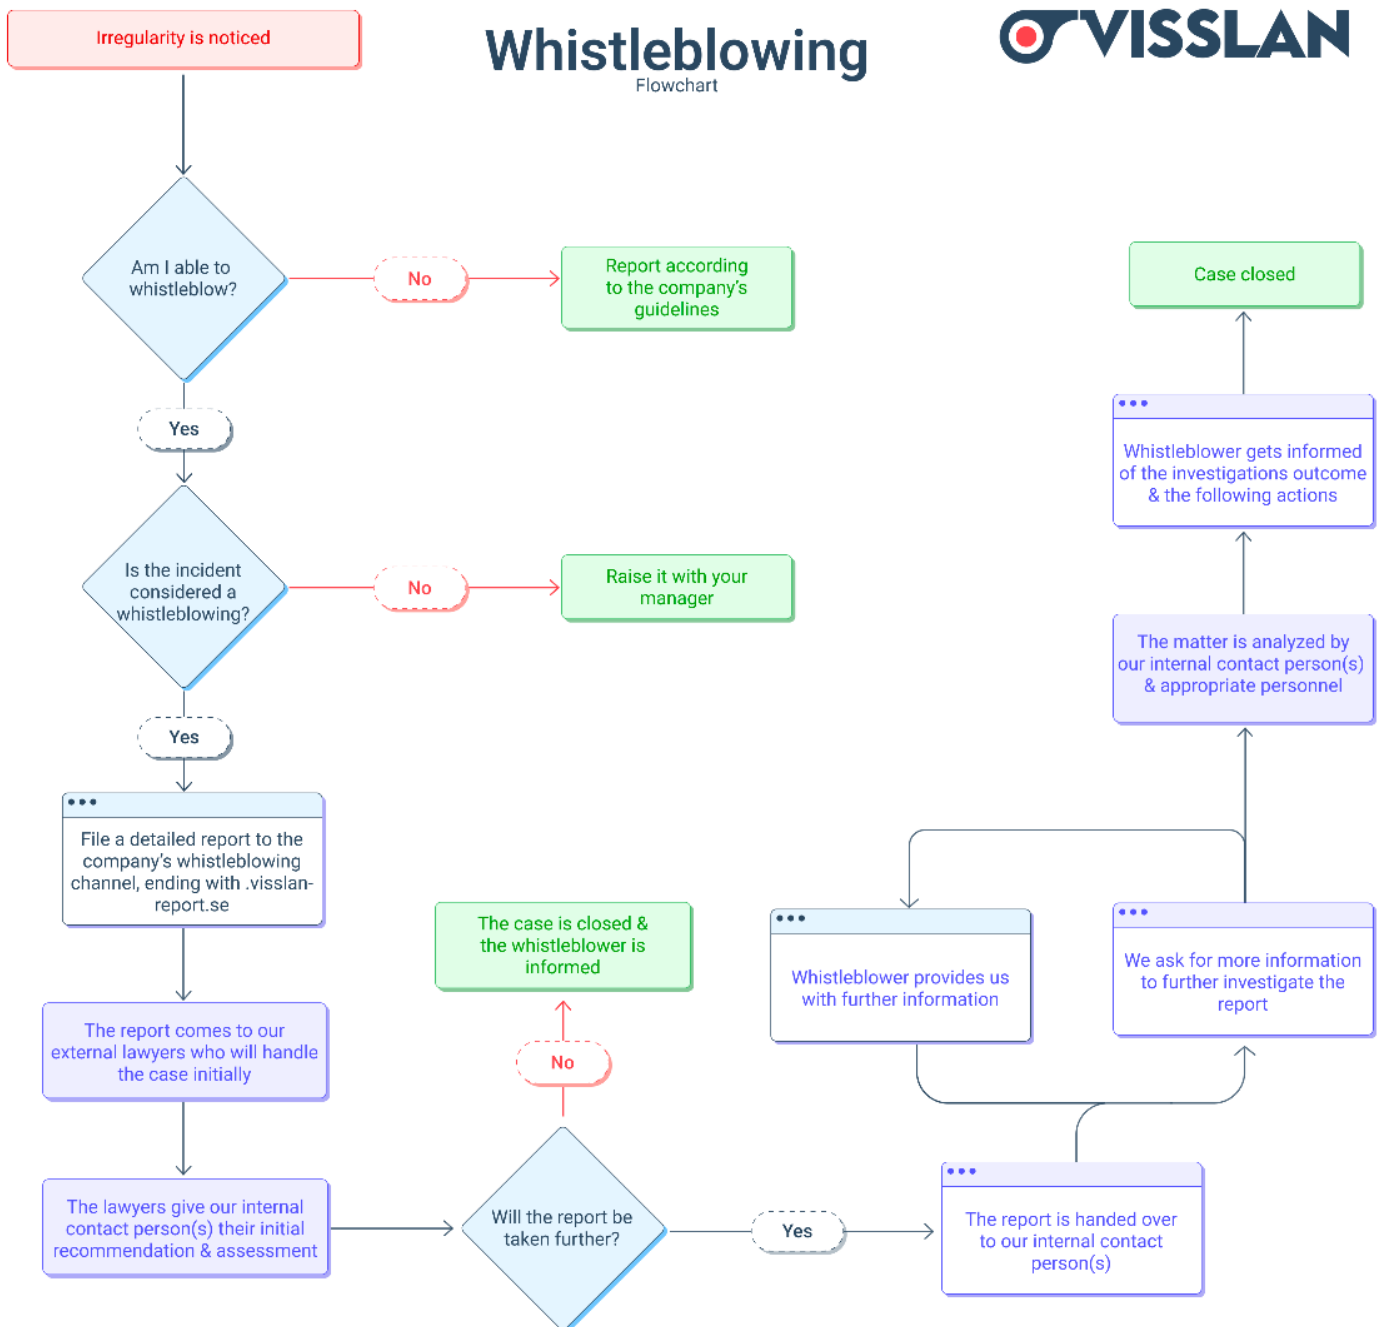 Irregularity is noticed
Whistleblowing
Flowchart
VISSLAN
Am I able to
whistleblow?
No
Report according
to the company's
guidelines
Yes
Is the incident
considered a
whistleblowing?
No
Raise it with your
manager
Yes
File a detailed report to the
company's whistleblowing
channel, ending with .visslan-
report.se
The report comes to our
external lawyers who will handle
the case initially
The lawyers give our internal
contact person(s) their initial
recommendation & assessment
Will the report be
taken further?
No
The case is closed &
the whistleblower is
informed
Yes
The report is handed over
to our internal contact
person(s)
We ask for more information
to further investigate the
report
Whistleblower provides us
with further information
The matter is analyzed by
our internal contact person(s)
& appropriate personnel
Whistleblower gets informed
of the investigations outcome
& the following actions
Case closed